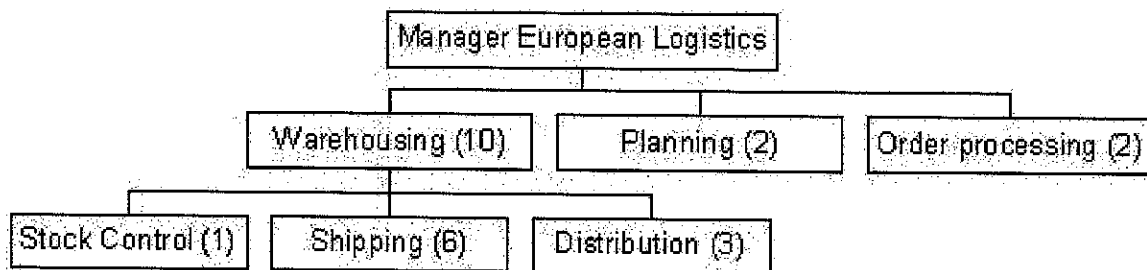 Manager European Logistics
Warehousing (10)
Planning (2)
Order processing (2)
Stock Control (1)
Shipping (6)
Distribution (3)